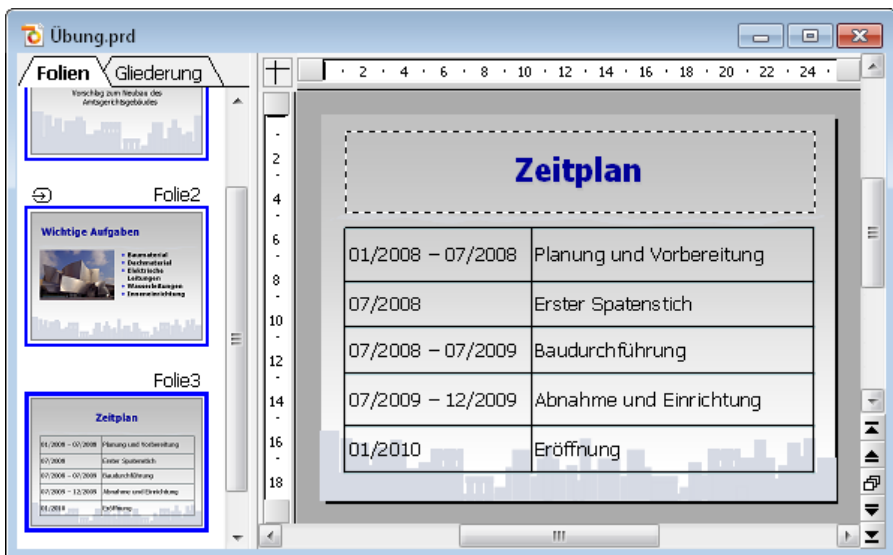 Übung.prd
Folien Gliederung
Vorschlag zum Neubau des
Amtsgerichtsgebäudes
Folie2
Wichtige Aufgaben
• Baumaterial
• Dachmaterial
• Elektrische
Leitungen
• Wasserleitungen
• Inneneinrichtung
Folie3
Zeitplan
01/2008 – 07/2008 Planung und Vorbereitung
07/2008 Erster Spatenstich
07/2008 – 07/2009 Baudurchführung
07/2009 – 12/2009 Abnahme und Einrichtung
01/2010 Eröffnung
2 4 6 8 10 12 14 16 18 20 22 24
2
4
6
8
10
12
14
16
18
Zeitplan
01/2008 – 07/2008 Planung und Vorbereitung
07/2008 Erster Spatenstich
07/2008 – 07/2009 Baudurchführung
07/2009 – 12/2009 Abnahme und Einrichtung
01/2010 Eröffnung